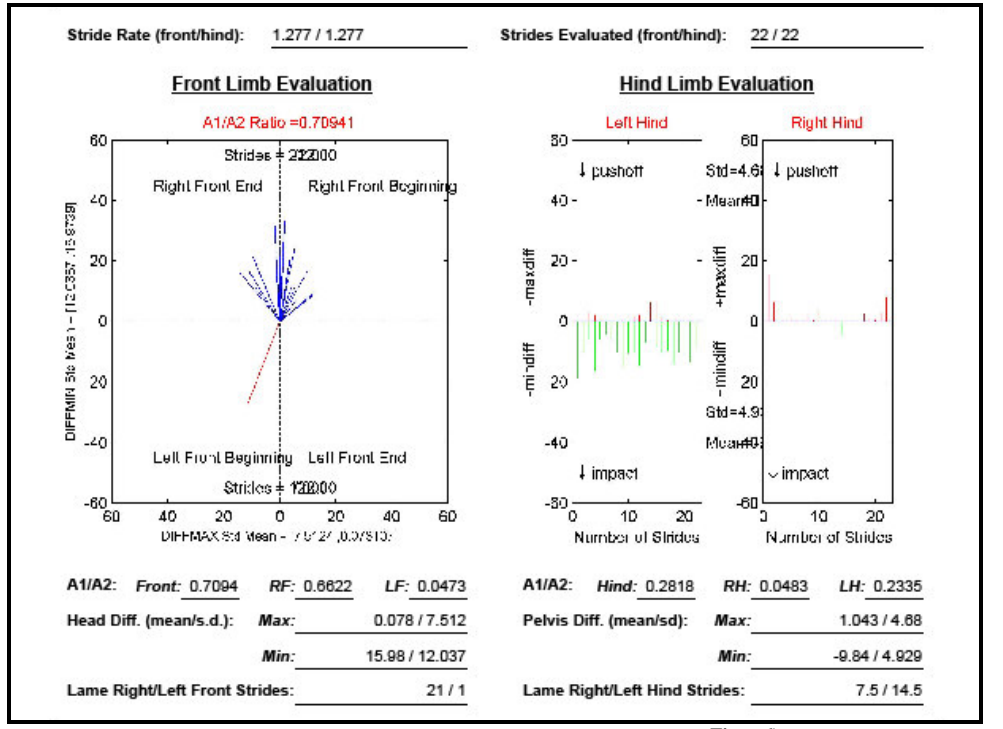 Stride Rate (front/hind): 1.277 / 1.277
Strides Evaluated (front/hind): 22 / 22
Front Limb Evaluation
A1/A2 Ratio =0.70941
60
Strides =
Right Front End Right Front Beginning
40
20
0
20
-40
Left Front Beginning Left Front End
Strides =
-60
60 40 20 0 20 40 60
Hind Limb Evaluation
Left Hind
Right Hind
pushoff
40
20
0
20
-40
impact
0 10 20
Number of Strides
-maxdiff
-mindiff
60
pushoff
20
0
20
impact
0 10 20
Number of Strides
+maxdiff
-mindiff
A1/A2: Front: 0.7094 RF: 0.6622 LF: 0.0473
Head Diff. (mean/s.d.): Max: 0.078 / 7.512
Min: 15.98 / 12.037
Lame Right/Left Front Strides: 21 / 1
A1/A2: Hind: 0.2818 RH: 0.0483 LH: 0.2335
Pelvis Diff. (mean/sd): Max: 1.043 / 4.68
Min: -9.84 / 4.929
Lame Right/Left Hind Strides: 7.5 / 14.5